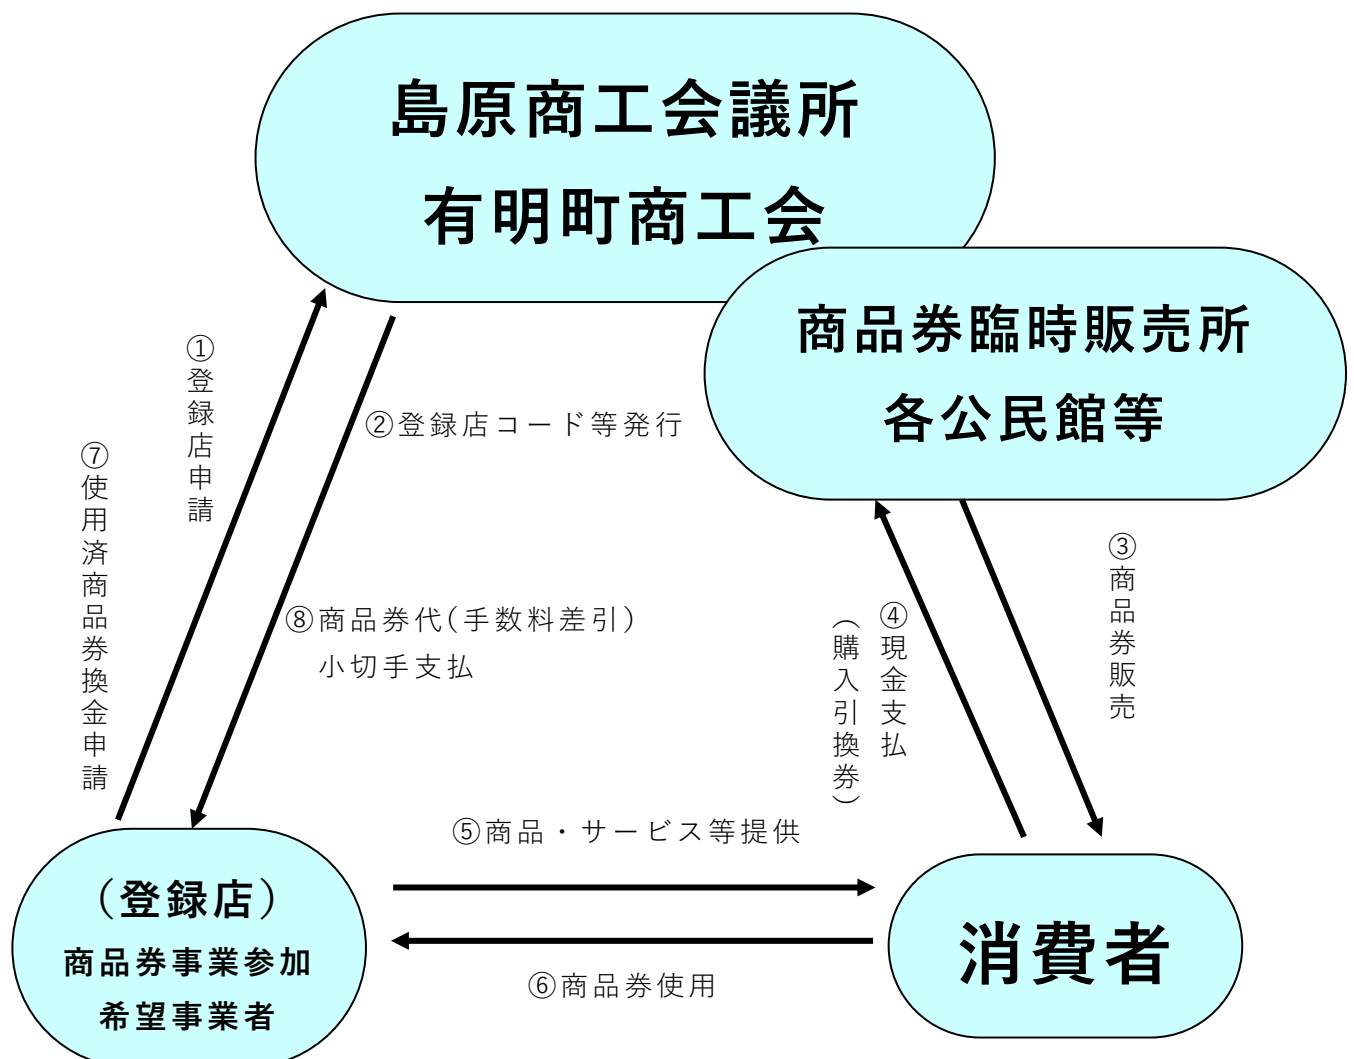 島原商工会議所
有明町商工会
商品券臨時販売所
各公民館等
①登録店申請
⑦使用済商品券換金申請
②登録店コード等発行
⑧商品券代(手数料差引)
小切手支払
③商品券販売
④現金支払
(購入引換券)
⑤商品・サービス等提供
⑥商品券使用
(登録店)
商品券事業参加
希望事業者
消費者